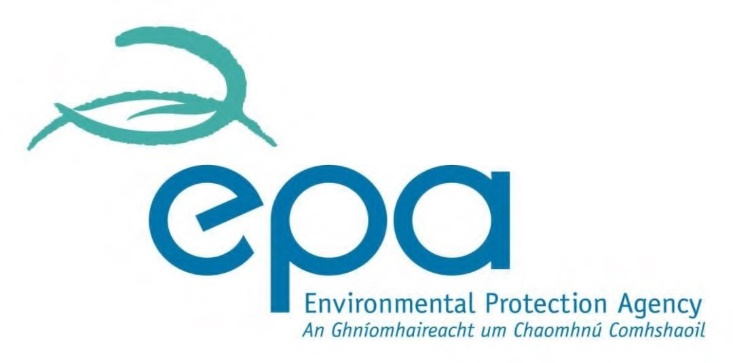 epa
Environmental Protection Agency
An Ghníomhaireacht um Chaomhnú Comhshaoil